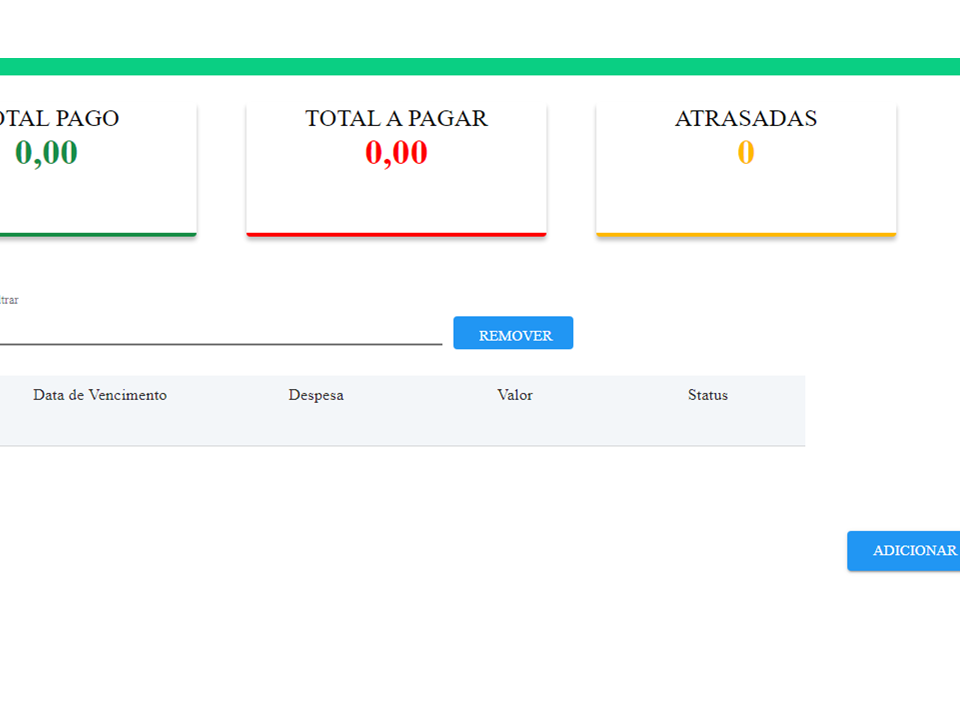 OTAL PAGO
0,00
TOTAL A PAGAR
0,00
ATRASADAS
0
trar
REMOVER
Data de Vencimento Despesa Valor Status
ADICIONAR